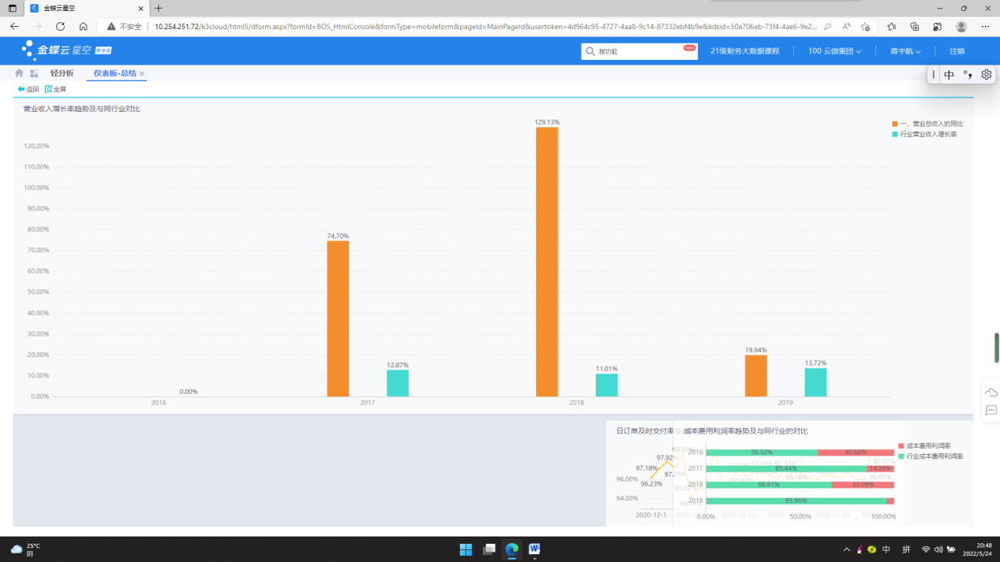 金蝶云星空
不安全
10.254.251.72/k3cloud/html5/dform.aspx?formId=BOS_HtmlConsole&formType=mobileform&pageId=MainPageId&usertoken=4d964c95-4727-4aa8-9c14-87332ebf4b9e&kdsid=50a706ab-73f4-4ae6-9e2...
金蝶云 星空 教学版
搜功能 new
21级财务大数据课程
100 云创集团
蒋宇航
注销
轻分析
仪表板-总结
中
返回
全屏
营业收入增长率趋势及与同行业对比
一、营业总收入的同比
行业营业收入增长率
129.13%
120.00%
110.00%
100.00%
90.00%
80.00%
74.70%
70.00%
60.00%
50.00%
40.00%
30.00%
20.00%
19.94%
13.72%
12.87%
11.01%
10.00%
0.00%
0.00%
2016 2017 2018 2019
日订单及时交付率
97.92%
97.18%
97.23%
96.23%
96.00%
94.00%
2020-12-1
成本费用利润率趋势及与同行业的对比
成本费用利润率
行业成本费用利润率
2016 59.32% 40.68%
2017 85.44% 14.56%
2018 66.91% 33.09%
2019 95.96%
0.00% 50.00% 100.00%
25°C
阴
中
拼
20:48
2022/5/24